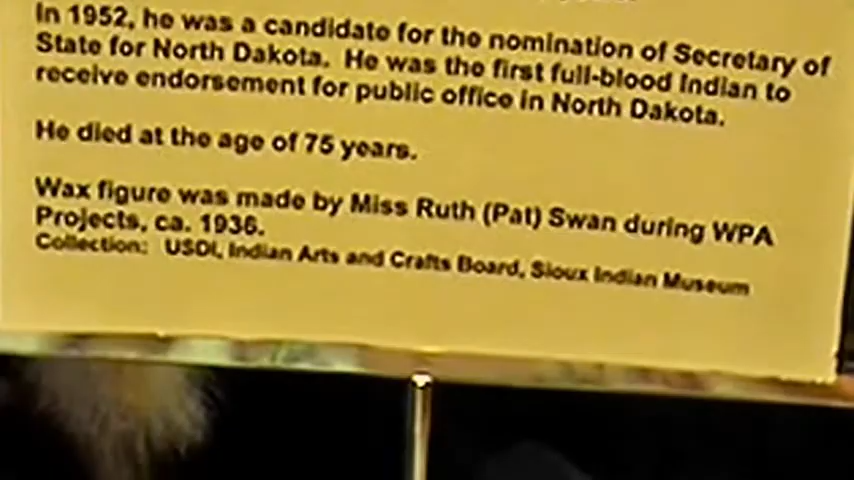 In 1952, he was a candidate for the nomination of Secretary of
State for North Dakota. He was the first full-blood Indian to
receive endorsement for public office in North Dakota.
He died at the age of 75 years.
Wax figure was made by Miss Ruth (Pat) Swan during WPA
Projects, ca. 1936.
Collection: USDI, Indian Arts and Crafts Board, Sioux Indian Museum